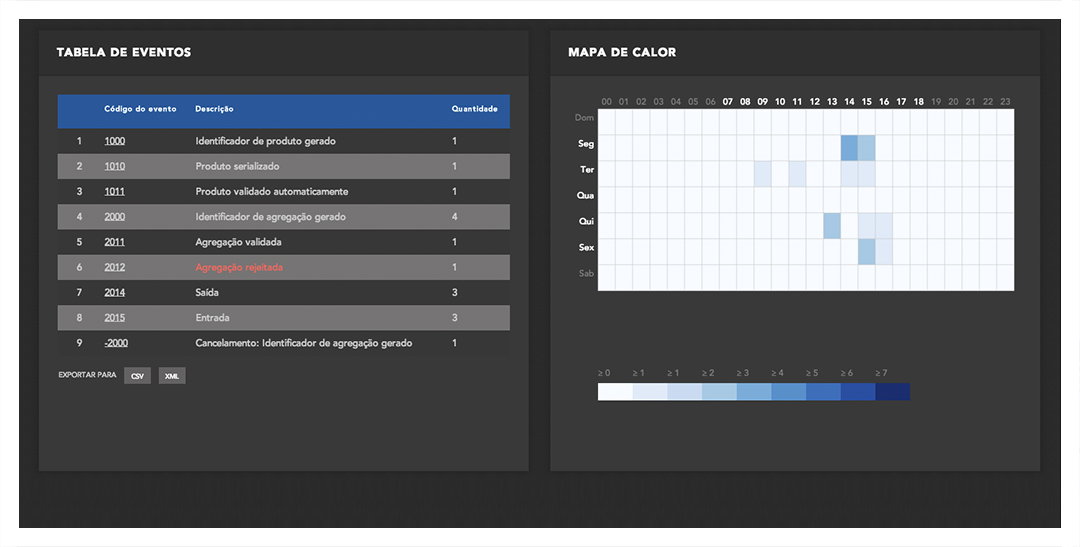 TABELA DE EVENTOS
Código do evento Descrição Quantidade
1 1000 Identificador de produto gerado 1
2 1010 Produto serializado 1
3 1011 Produto validado automaticamente 1
4 2000 Identificador de agregação gerado 4
5 2011 Agregação validada 1
6 2012 Agregação rejeitada 1
7 2014 Saída 3
8 2015 Entrada 3
9 -2000 Cancelamento: Identificador de agregação gerado 1
EXPORTAR PARA CSV XML
MAPA DE CALOR
00 01 02 03 04 05 06 07 08 09 10 11 12 13 14 15 16 17 18 19 20 21 22 23
Dom
Seg
Ter
Qua
Qui
Sex
Sab
≥ 0 ≥ 1 ≥ 1 ≥ 2 ≥ 3 ≥ 4 ≥ 5 ≥ 6 ≥ 7